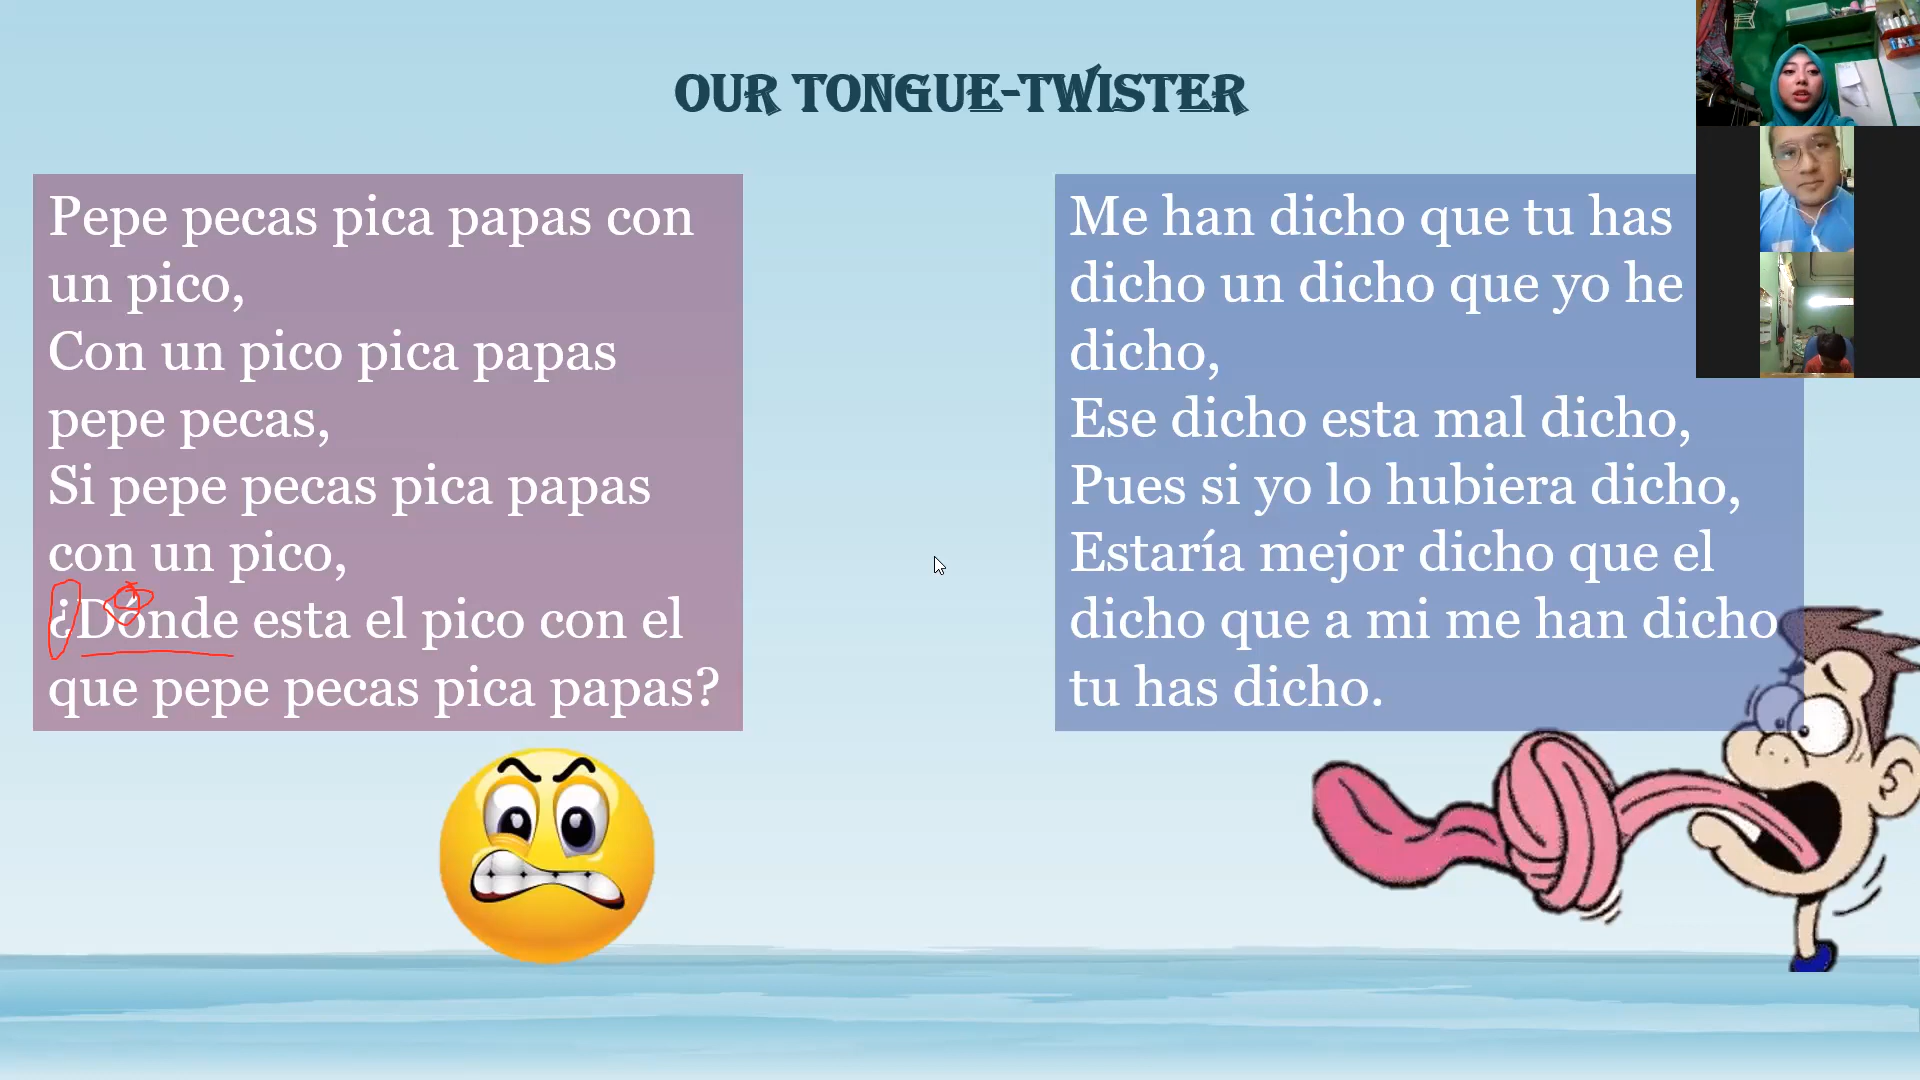 OUR TONGUE-TWISTER
Pepe pecas pica papas con
un pico,
Con un pico pica papas
pepe pecas,
Si pepe pecas pica papas
con un pico,
¿Dónde esta el pico con el
que pepe pecas pica papas?
Me han dicho que tu has
dicho un dicho que yo he
dicho,
Ese dicho esta mal dicho,
Pues si yo lo hubiera dicho,
Estaría mejor dicho que el
dicho que a mi me han dicho
tu has dicho.